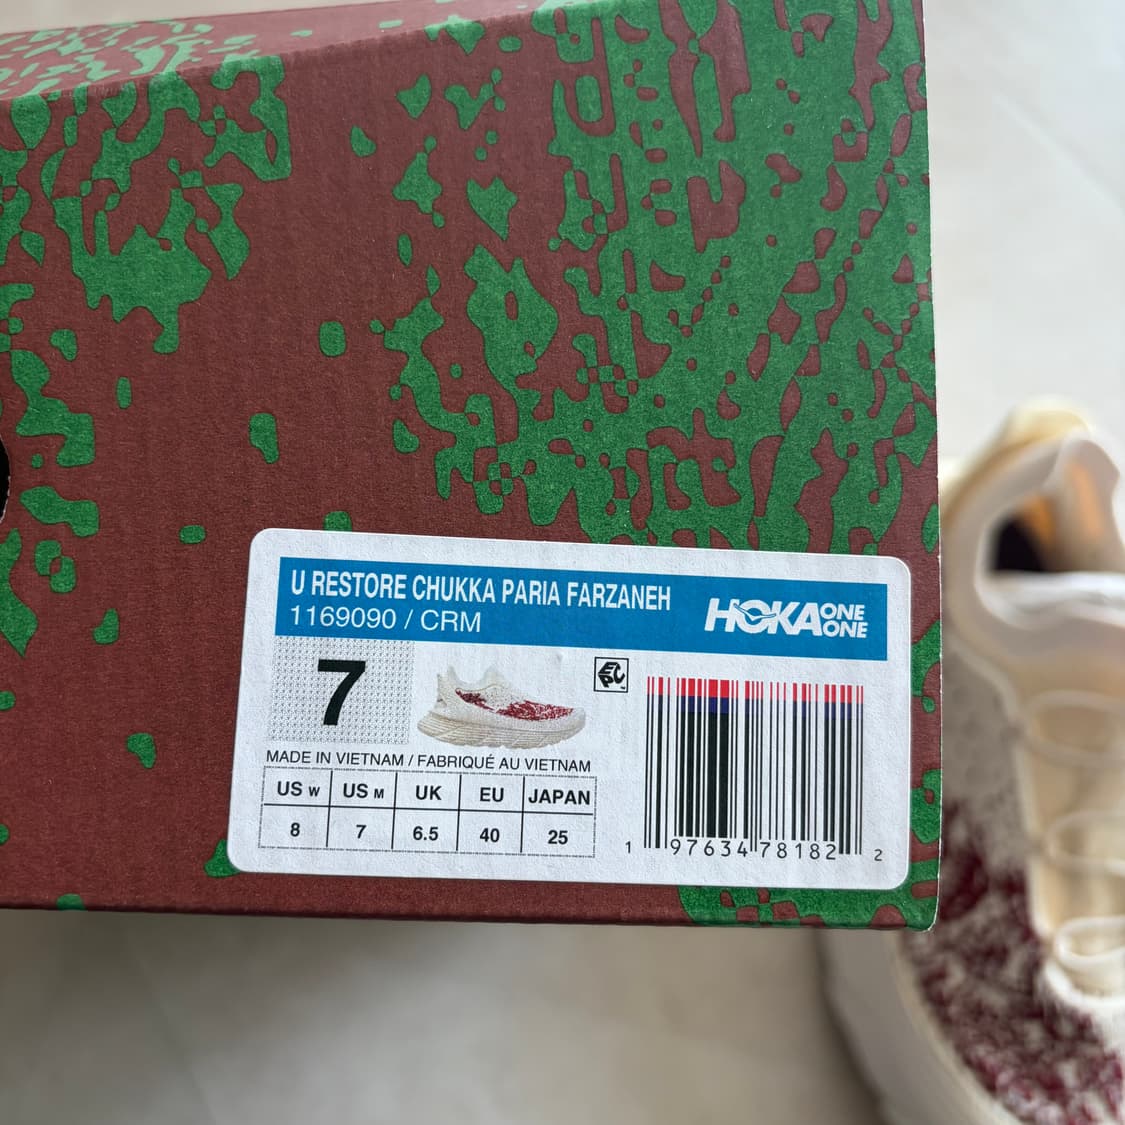 U RESTORE CHUKKA PARIA FARZANEH
1169090 / CRM
HOKA ONE ONE
7
EPC
MADE IN VIETNAM / FABRIQUÉ AU VIETNAM
US W US M UK EU JAPAN
8 7 6.5 40 25
1 97634 78182 2